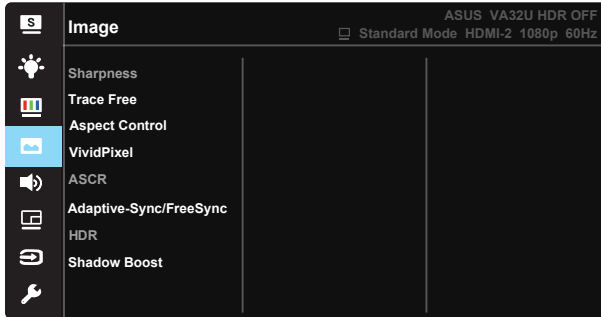 S
Image
ASUS VA32U HDR OFF
Standard Mode HDMI-2 1080p 60Hz
Sharpness
Trace Free
Aspect Control
VividPixel
ASCR
Adaptive-Sync/FreeSync
HDR
Shadow Boost